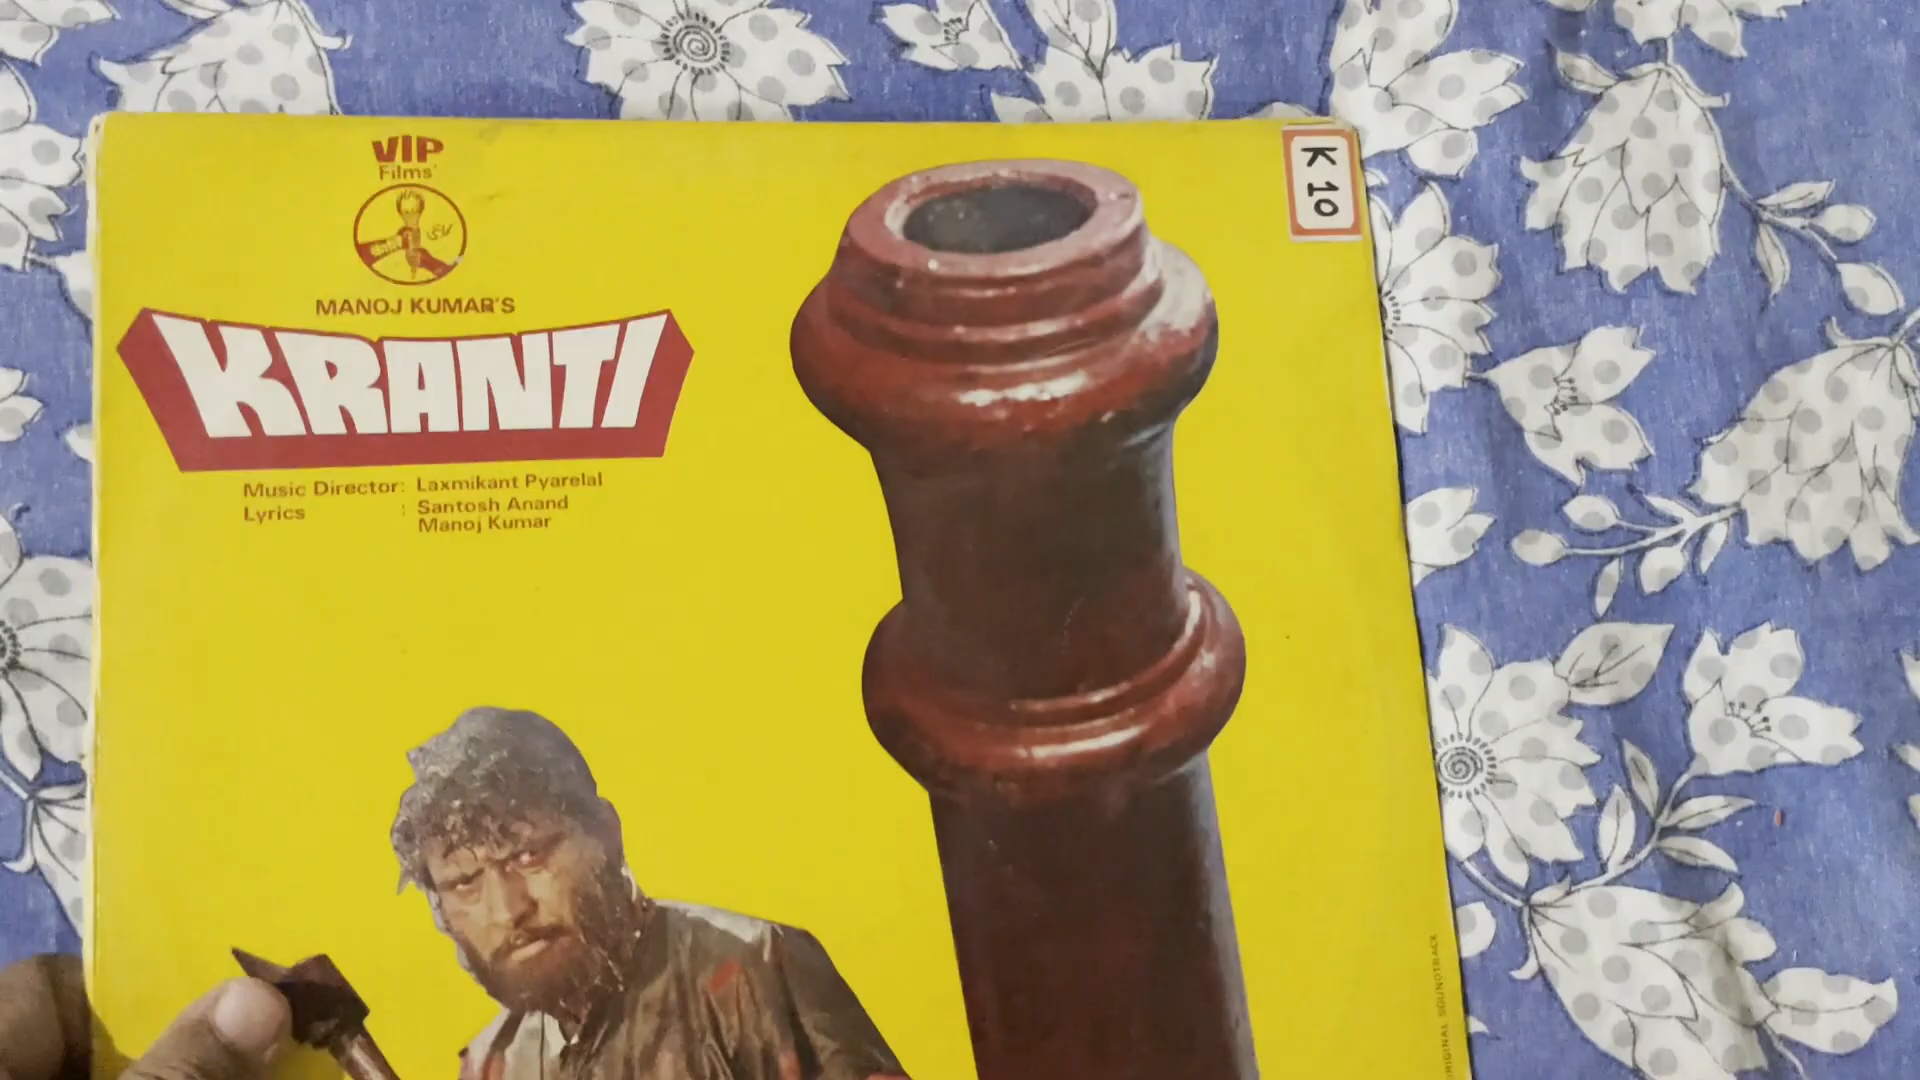 VIP
Films
MANOJ KUMAR'S
KRANTI
Music Director: Laxmikant Pyarelal
Lyrics : Santosh Anand
Manoj Kumar
K 10
ORIGINAL SOUNDTRACK